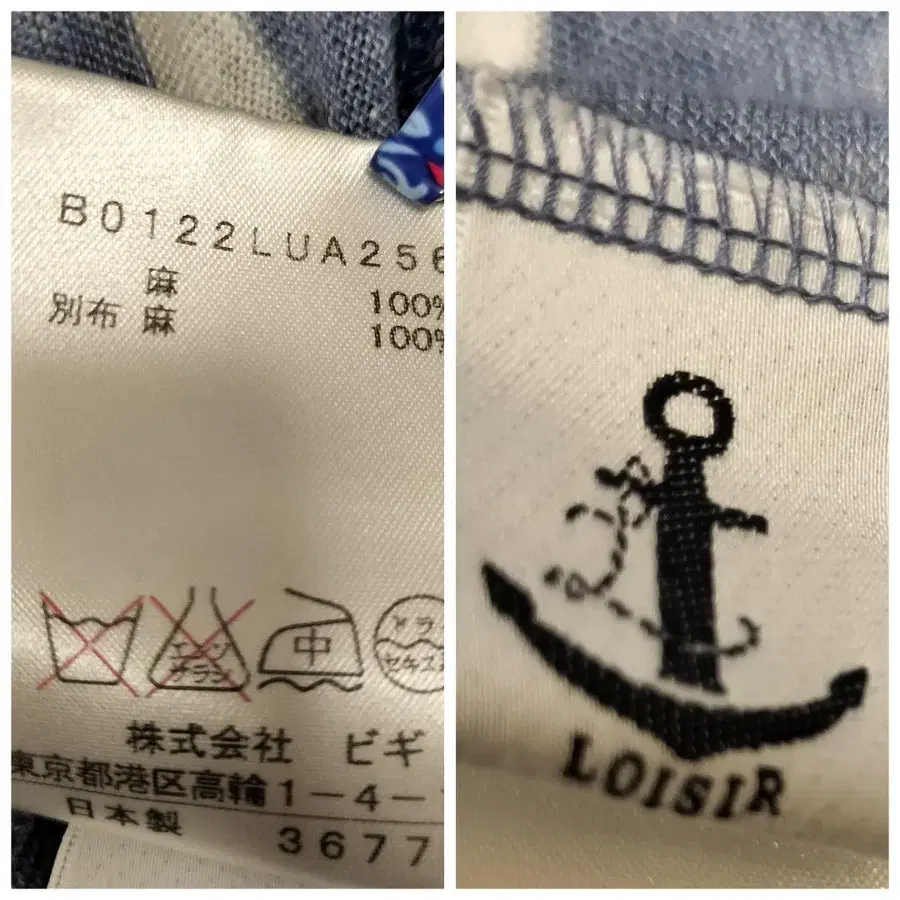 B0122LUA256
麻 100%
別布 麻 100%
エンソ
チラシ
中
ドラ
セキユ
株式会社 ビギ
東京都港区高輪1-4-
日本製 3677
LOISIR